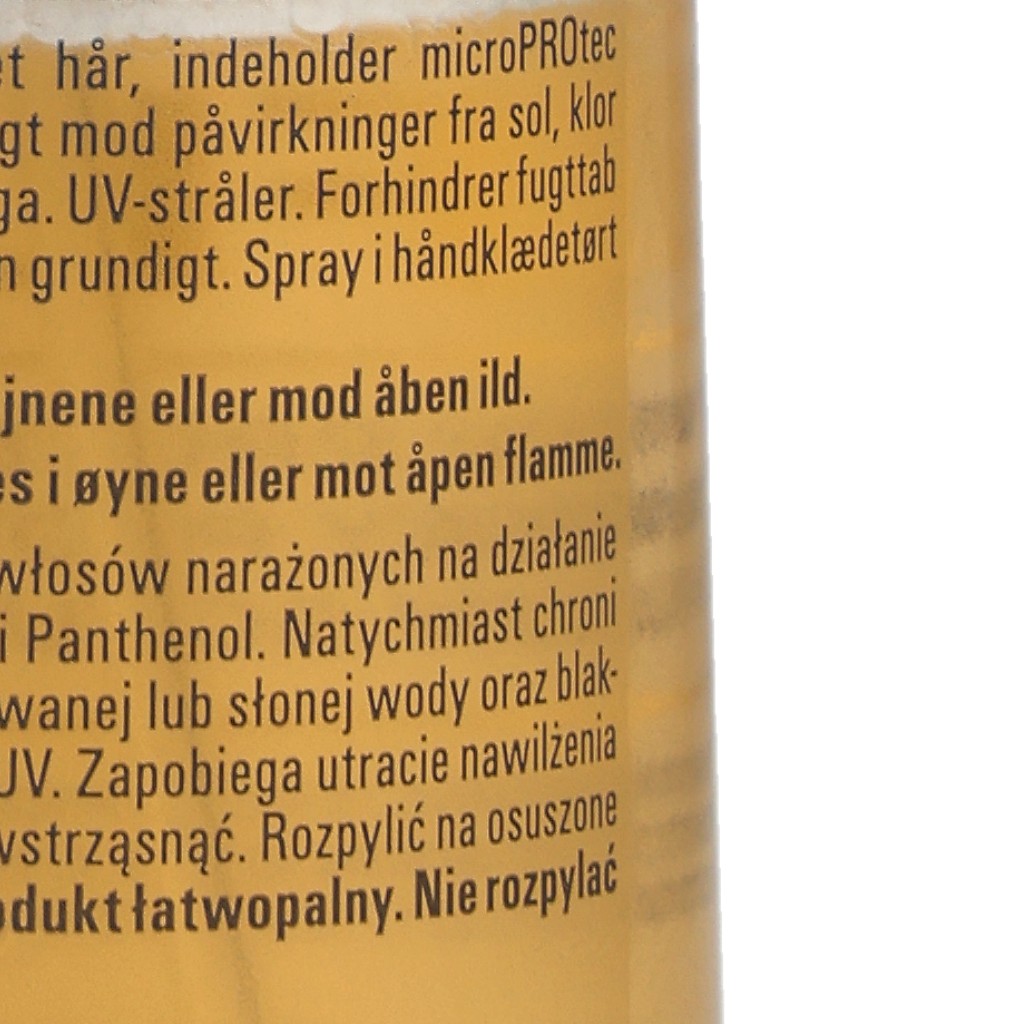 et hår, indeholder microPROtec
gt mod påvirkninger fra sol, klor
ga. UV-stråler. Forhindrer fugttab
n grundigt. Spray i håndklædetørt
jnene eller mod åben ild.
es i øyne eller mot åpen flamme.
włosów narażonych na działanie
i Panthenol. Natychmiast chroni
wanej lub słonej wody oraz blak-
UV. Zapobiega utracie nawilżenia
wstrząsnąć. Rozpylić na osuszone
odukt łatwopalny. Nie rozpylać